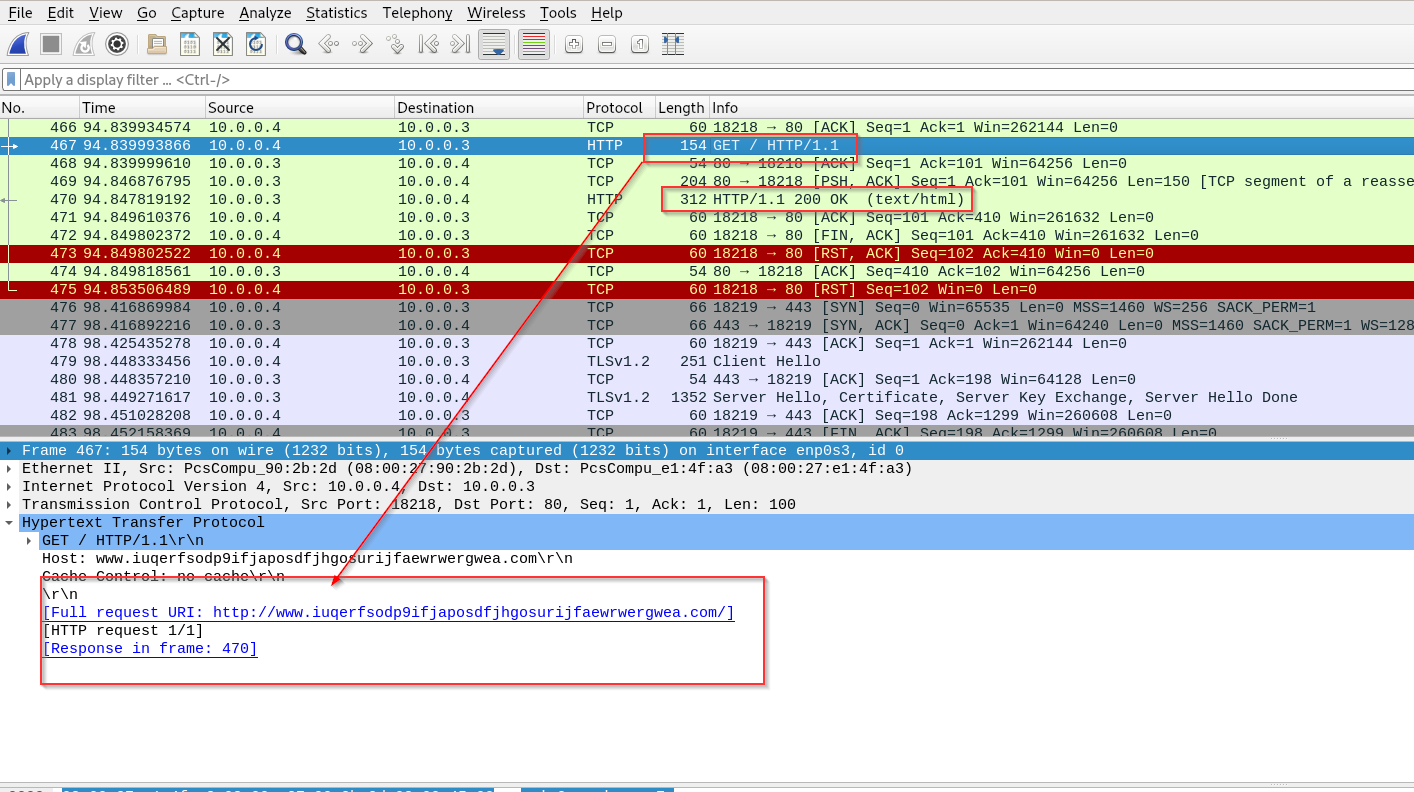 File Edit View Go Capture Analyze Statistics Telephony Wireless Tools Help
Apply a display filter ... <Ctrl-/>
No. Time Source Destination Protocol Length Info
466 94.839934574 10.0.0.4 10.0.0.3 TCP 60 18218 → 80 [ACK] Seq=1 Ack=1 Win=262144 Len=0
467 94.839993866 10.0.0.4 10.0.0.3 HTTP 154 GET / HTTP/1.1
468 94.839999610 10.0.0.3 10.0.0.4 TCP 54 80 → 18218 [ACK] Seq=1 Ack=101 Win=64256 Len=0
469 94.846876795 10.0.0.3 10.0.0.4 TCP 204 80 → 18218 [PSH, ACK] Seq=1 Ack=101 Win=64256 Len=150 [TCP segment of a reasse
470 94.847819192 10.0.0.3 10.0.0.4 HTTP 312 HTTP/1.1 200 OK (text/html)
471 94.849610376 10.0.0.4 10.0.0.3 TCP 60 18218 → 80 [ACK] Seq=101 Ack=410 Win=261632 Len=0
472 94.849802372 10.0.0.4 10.0.0.3 TCP 60 18218 → 80 [FIN, ACK] Seq=101 Ack=410 Win=261632 Len=0
473 94.849802522 10.0.0.4 10.0.0.3 TCP 60 18218 → 80 [RST, ACK] Seq=102 Ack=410 Win=0 Len=0
474 94.849818561 10.0.0.3 10.0.0.4 TCP 54 80 → 18218 [ACK] Seq=410 Ack=102 Win=64256 Len=0
475 94.853506489 10.0.0.4 10.0.0.3 TCP 60 18218 → 80 [RST] Seq=102 Win=0 Len=0
476 98.416869984 10.0.0.4 10.0.0.3 TCP 66 18219 → 443 [SYN] Seq=0 Win=65535 Len=0 MSS=1460 WS=256 SACK_PERM=1
477 98.416892216 10.0.0.3 10.0.0.4 TCP 66 443 → 18219 [SYN, ACK] Seq=0 Ack=1 Win=64240 Len=0 MSS=1460 SACK_PERM=1 WS=128
478 98.425435278 10.0.0.4 10.0.0.3 TCP 60 18219 → 443 [ACK] Seq=1 Ack=1 Win=262144 Len=0
479 98.448333456 10.0.0.4 10.0.0.3 TLSv1.2 251 Client Hello
480 98.448357210 10.0.0.3 10.0.0.4 TCP 54 443 → 18219 [ACK] Seq=1 Ack=198 Win=64128 Len=0
481 98.449271617 10.0.0.3 10.0.0.4 TLSv1.2 1352 Server Hello, Certificate, Server Key Exchange, Server Hello Done
482 98.451028208 10.0.0.4 10.0.0.3 TCP 60 18219 → 443 [ACK] Seq=198 Ack=1299 Win=260608 Len=0
483 98.452158369 10.0.0.4 10.0.0.3 TCP 60 18219 → 443 [FIN, ACK] Seq=198 Ack=1299 Win=260608 Len=0
Frame 467: 154 bytes on wire (1232 bits), 154 bytes captured (1232 bits) on interface enp0s3, id 0
Ethernet II, Src: PcsCompu_90:2b:2d (08:00:27:90:2b:2d), Dst: PcsCompu_e1:4f:a3 (08:00:27:e1:4f:a3)
Internet Protocol Version 4, Src: 10.0.0.4, Dst: 10.0.0.3
Transmission Control Protocol, Src Port: 18218, Dst Port: 80, Seq: 1, Ack: 1, Len: 100
Hypertext Transfer Protocol
GET / HTTP/1.1\r\n
Host: www.iuqerfsodp9ifjaposdfjhgosurijfaewrwergwea.com\r\n
Cache-Control: no-cache\r\n
\r\n
[Full request URI: http://www.iuqerfsodp9ifjaposdfjhgosurijfaewrwergwea.com/]
[HTTP request 1/1]
[Response in frame: 470]